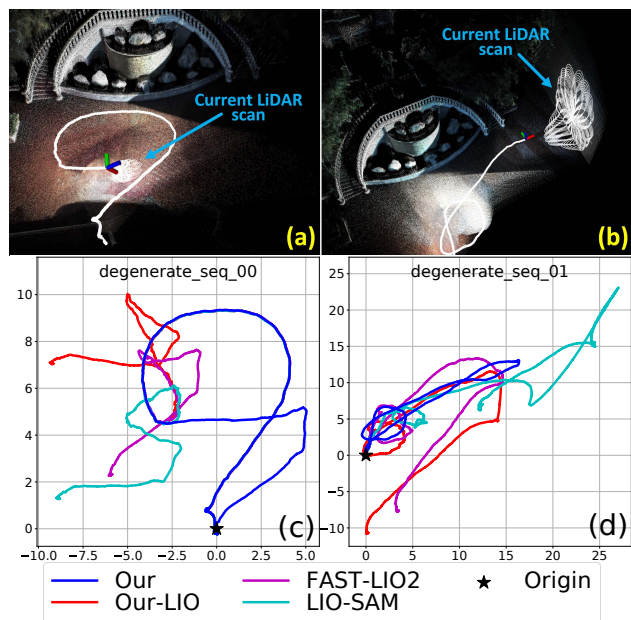 Current LiDAR
scan
(a)
Current LiDAR
scan
(b)
degenerate_seq_00
10
8
6
4
2
0
−10.0 −7.5 −5.0 −2.5 0.0 2.5 5.0
(c)
degenerate_seq_01
25
20
15
10
5
0
−5
−10
0 5 10 15 20 25
(d)
Our FAST-LIO2 Origin
Our-LIO LIO-SAM